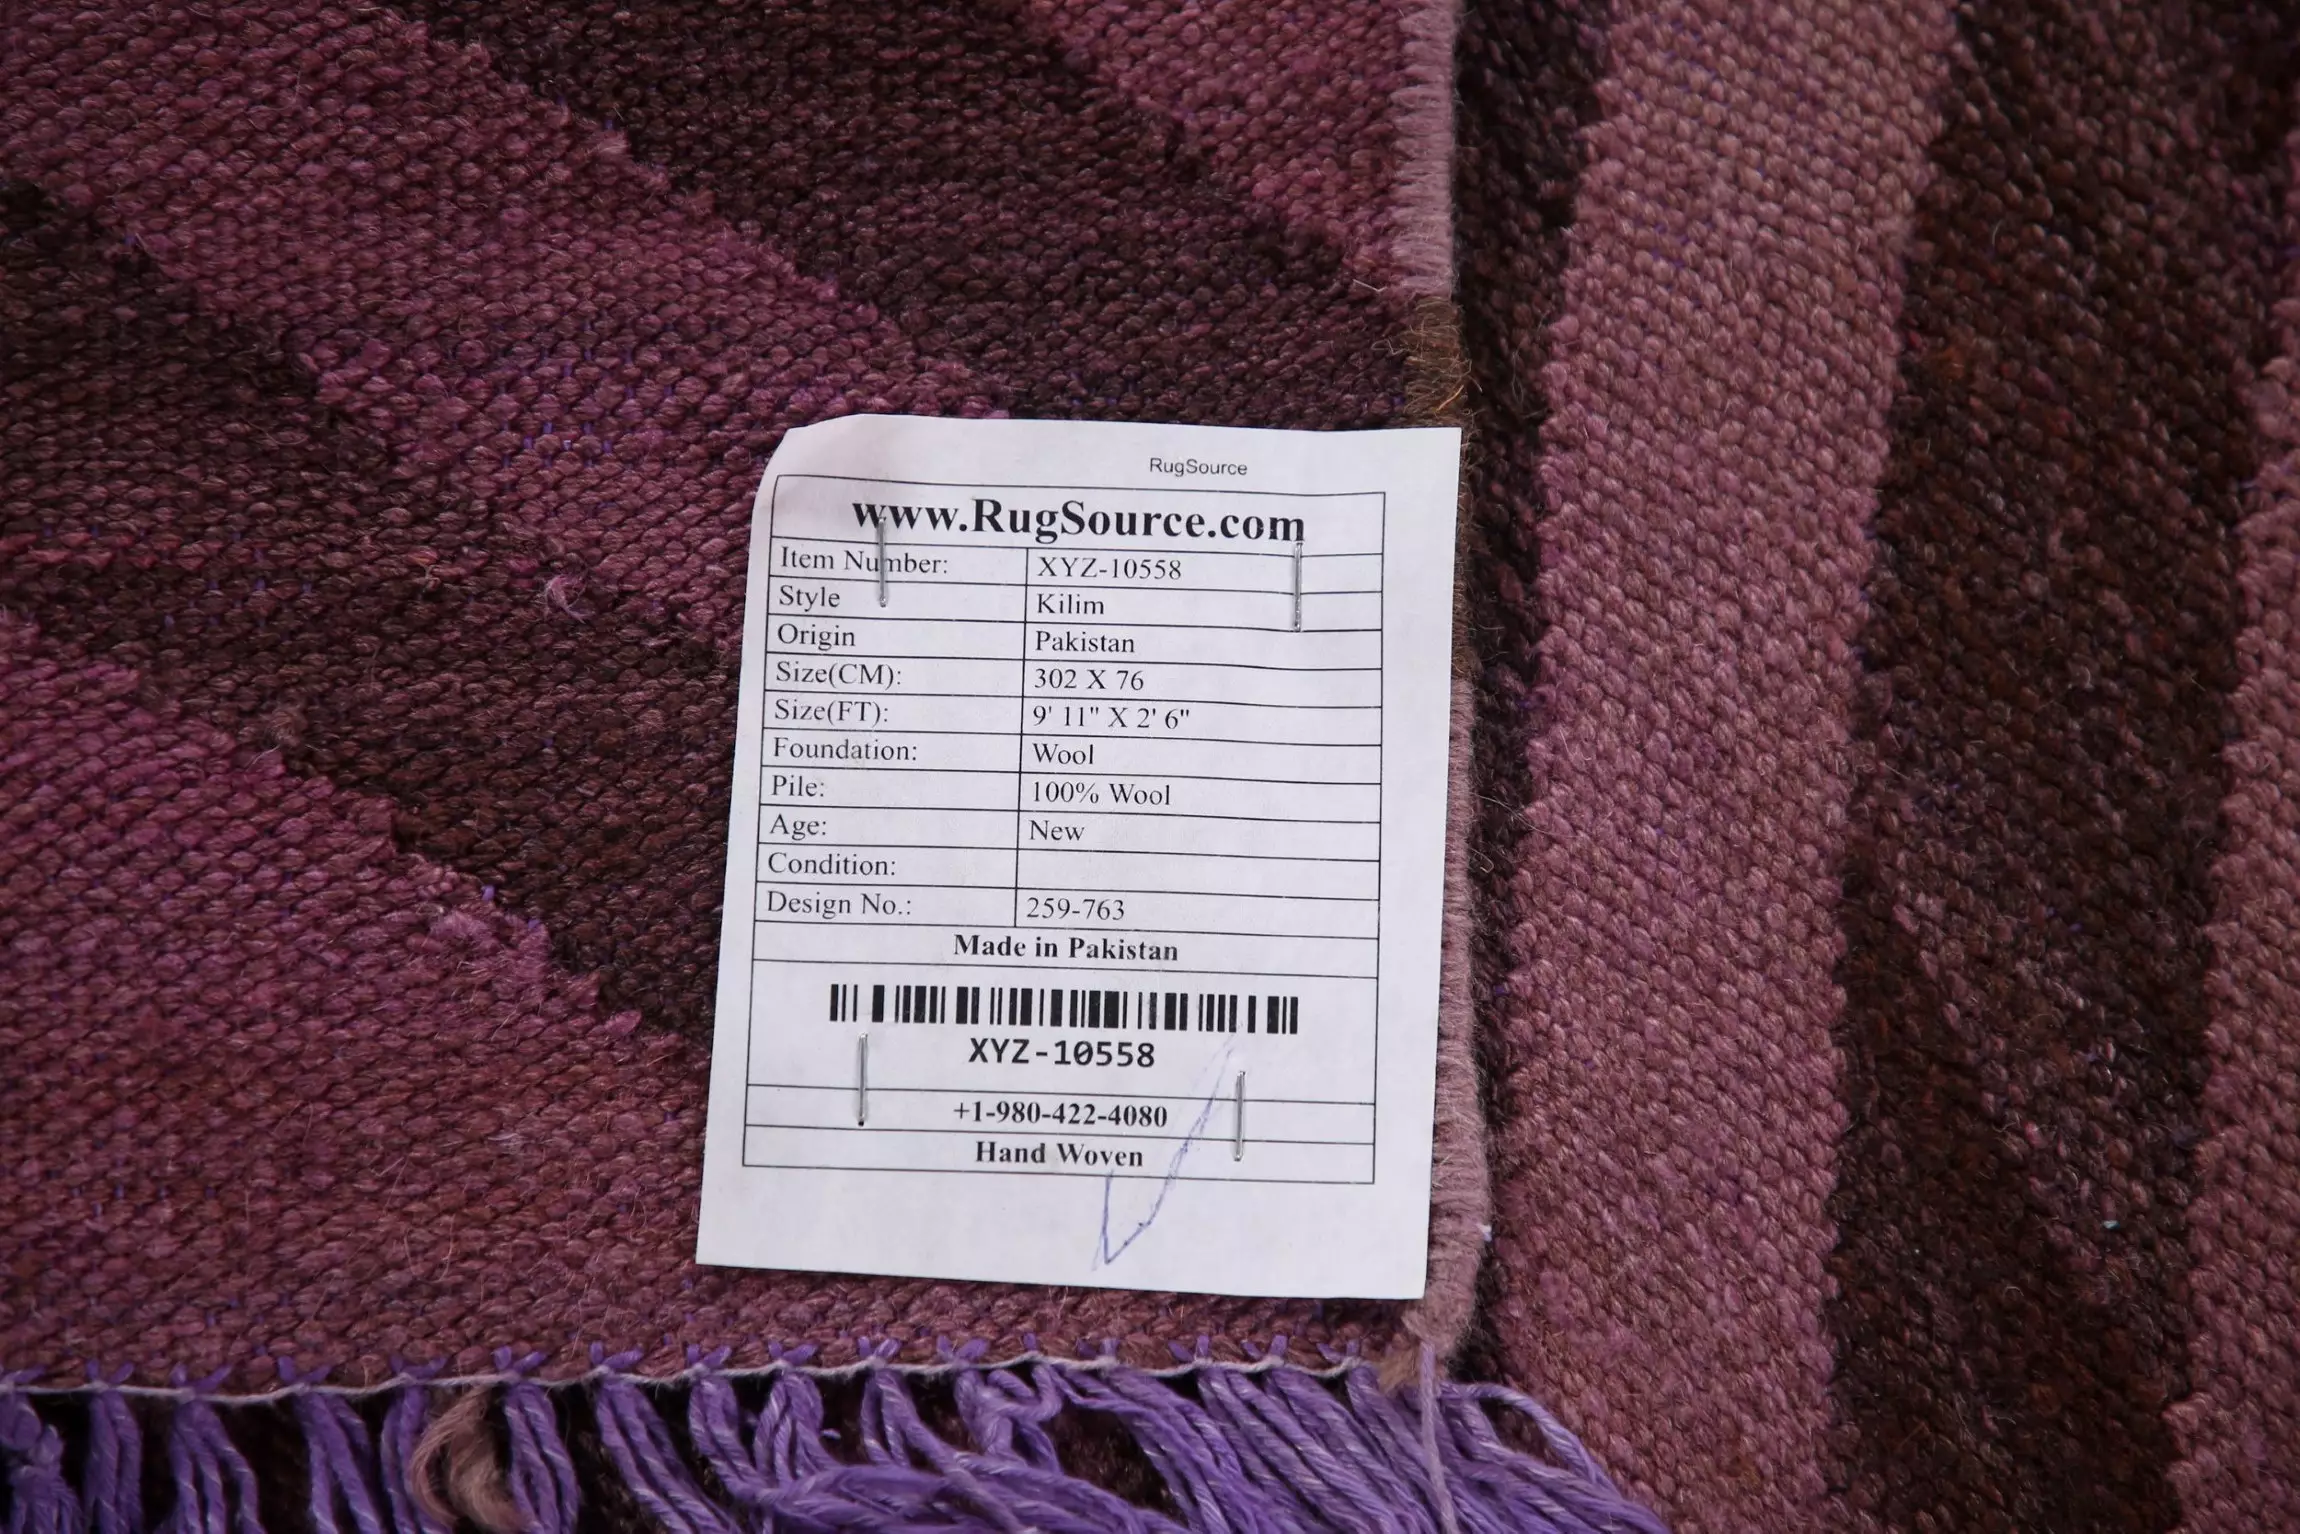 RugSource
www.RugSource.com
Item Number: XYZ-10558
Style Kilim
Origin Pakistan
Size(CM): 302 X 76
Size(FT): 9' 11" X 2' 6"
Foundation: Wool
Pile: 100% Wool
Age: New
Condition:
Design No.: 259-763
Made in Pakistan
XYZ-10558
+1-980-422-4080
Hand Woven